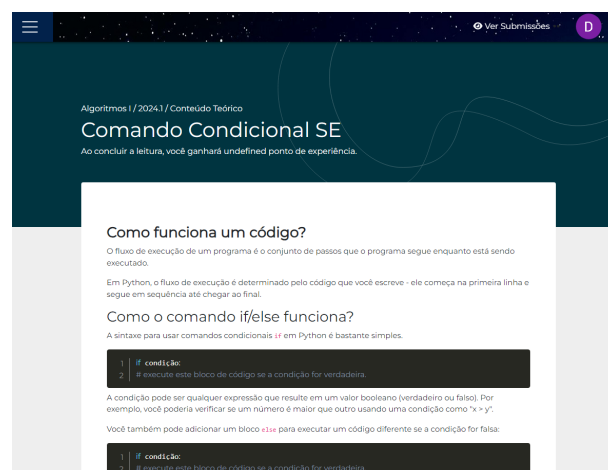 Ver Submissões
D
Algoritmos I / 2024.1 / Conteúdo Teórico
Comando Condicional SE
Ao concluir a leitura, você ganhará undefined ponto de experiência.
Como funciona um código?
O fluxo de execução de um programa é o conjunto de passos que o programa segue enquanto está sendo
executado.
Em Python, o fluxo de execução é determinado pelo código que você escreve - ele começa na primeira linha e
segue em sequência até chegar ao final.
Como o comando if/else funciona?
A sintaxe para usar comandos condicionais if em Python é bastante simples.
1 if condição:
2 # execute este bloco de código se a condição for verdadeira.
A condição pode ser qualquer expressão que resulte em um valor booleano (verdadeiro ou falso). Por
exemplo, você poderia verificar se um número é maior que outro usando uma condição como "x > y".
Você também pode adicionar um bloco else para executar um código diferente se a condição for falsa:
1 if condição:
2 # execute este bloco de código se a condição for verdadeira